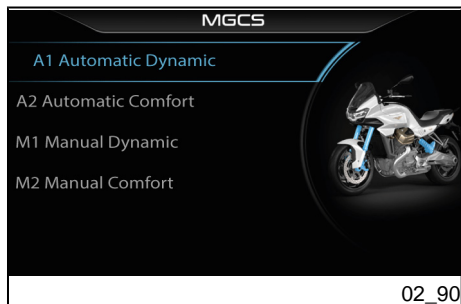 MGCS
A1 Automatic Dynamic
A2 Automatic Comfort
M1 Manual Dynamic
M2 Manual Comfort
02_90